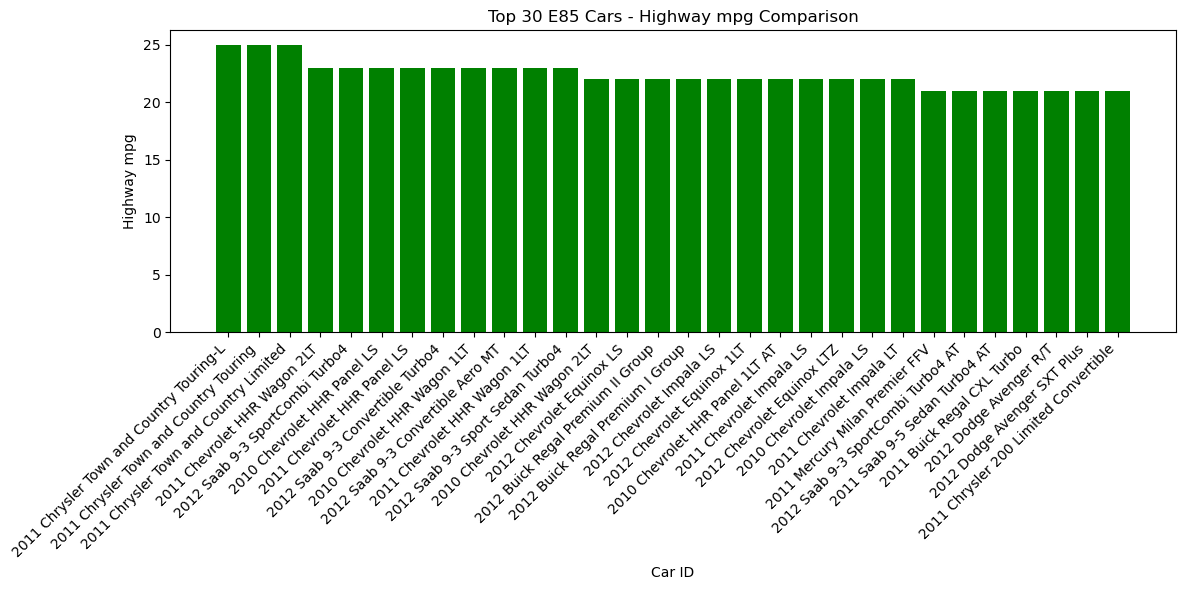 Top 30 E85 Cars - Highway mpg Comparison
Highway mpg
25
20
15
10
5
0
2011 Chrysler Town and Country Touring-L
2011 Chrysler Town and Country Touring
2011 Chrysler Town and Country Limited
2011 Chevrolet HHR Wagon 2LT
2012 Saab 9-3 SportCombi Turbo4
2010 Chevrolet HHR Panel LS
2011 Chevrolet HHR Panel LS
2012 Saab 9-3 Convertible Turbo4
2010 Chevrolet HHR Wagon 1LT
2012 Saab 9-3 Convertible Aero MT
2011 Chevrolet HHR Wagon 1LT
2012 Saab 9-3 Sport Sedan Turbo4
2010 Chevrolet HHR Wagon 2LT
2012 Chevrolet Equinox LS
2012 Buick Regal Premium II Group
2012 Buick Regal Premium I Group
2012 Chevrolet Impala LS
2012 Chevrolet Equinox 1LT
2010 Chevrolet HHR Panel 1LT AT
2011 Chevrolet Impala LS
2012 Chevrolet Equinox LTZ
2010 Chevrolet Impala LS
2011 Chevrolet Impala LT
2011 Mercury Milan Premier FFV
2012 Saab 9-3 SportCombi Turbo4 AT
2011 Saab 9-5 Sedan Turbo4 AT
2011 Buick Regal CXL Turbo
2012 Dodge Avenger R/T
2012 Dodge Avenger SXT Plus
2011 Chrysler 200 Limited Convertible
Car ID